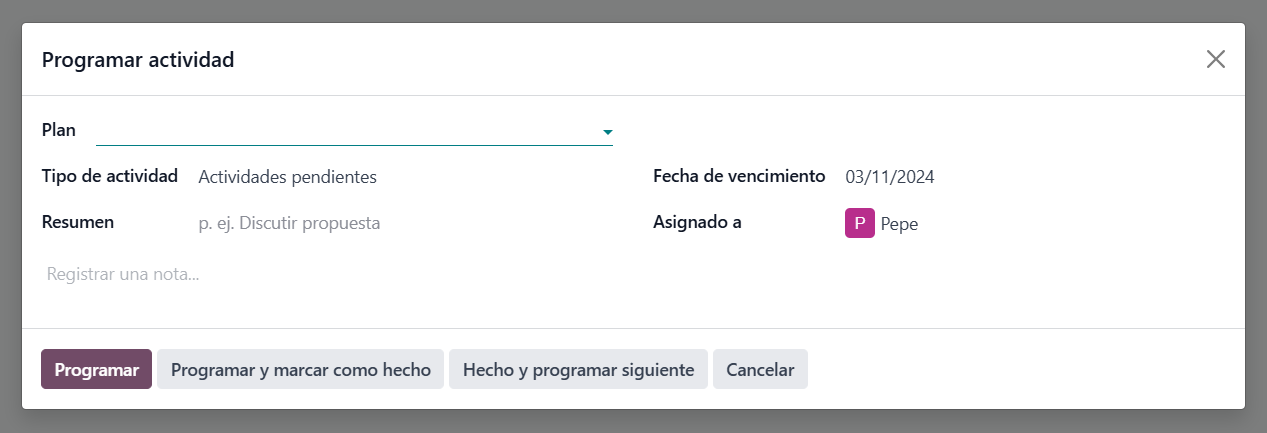 Programar actividad
Plan
Tipo de actividad Actividades pendientes Fecha de vencimiento 03/11/2024
Resumen p. ej. Discutir propuesta Asignado a P Pepe
Registrar una nota...
Programar Programar y marcar como hecho Hecho y programar siguiente Cancelar